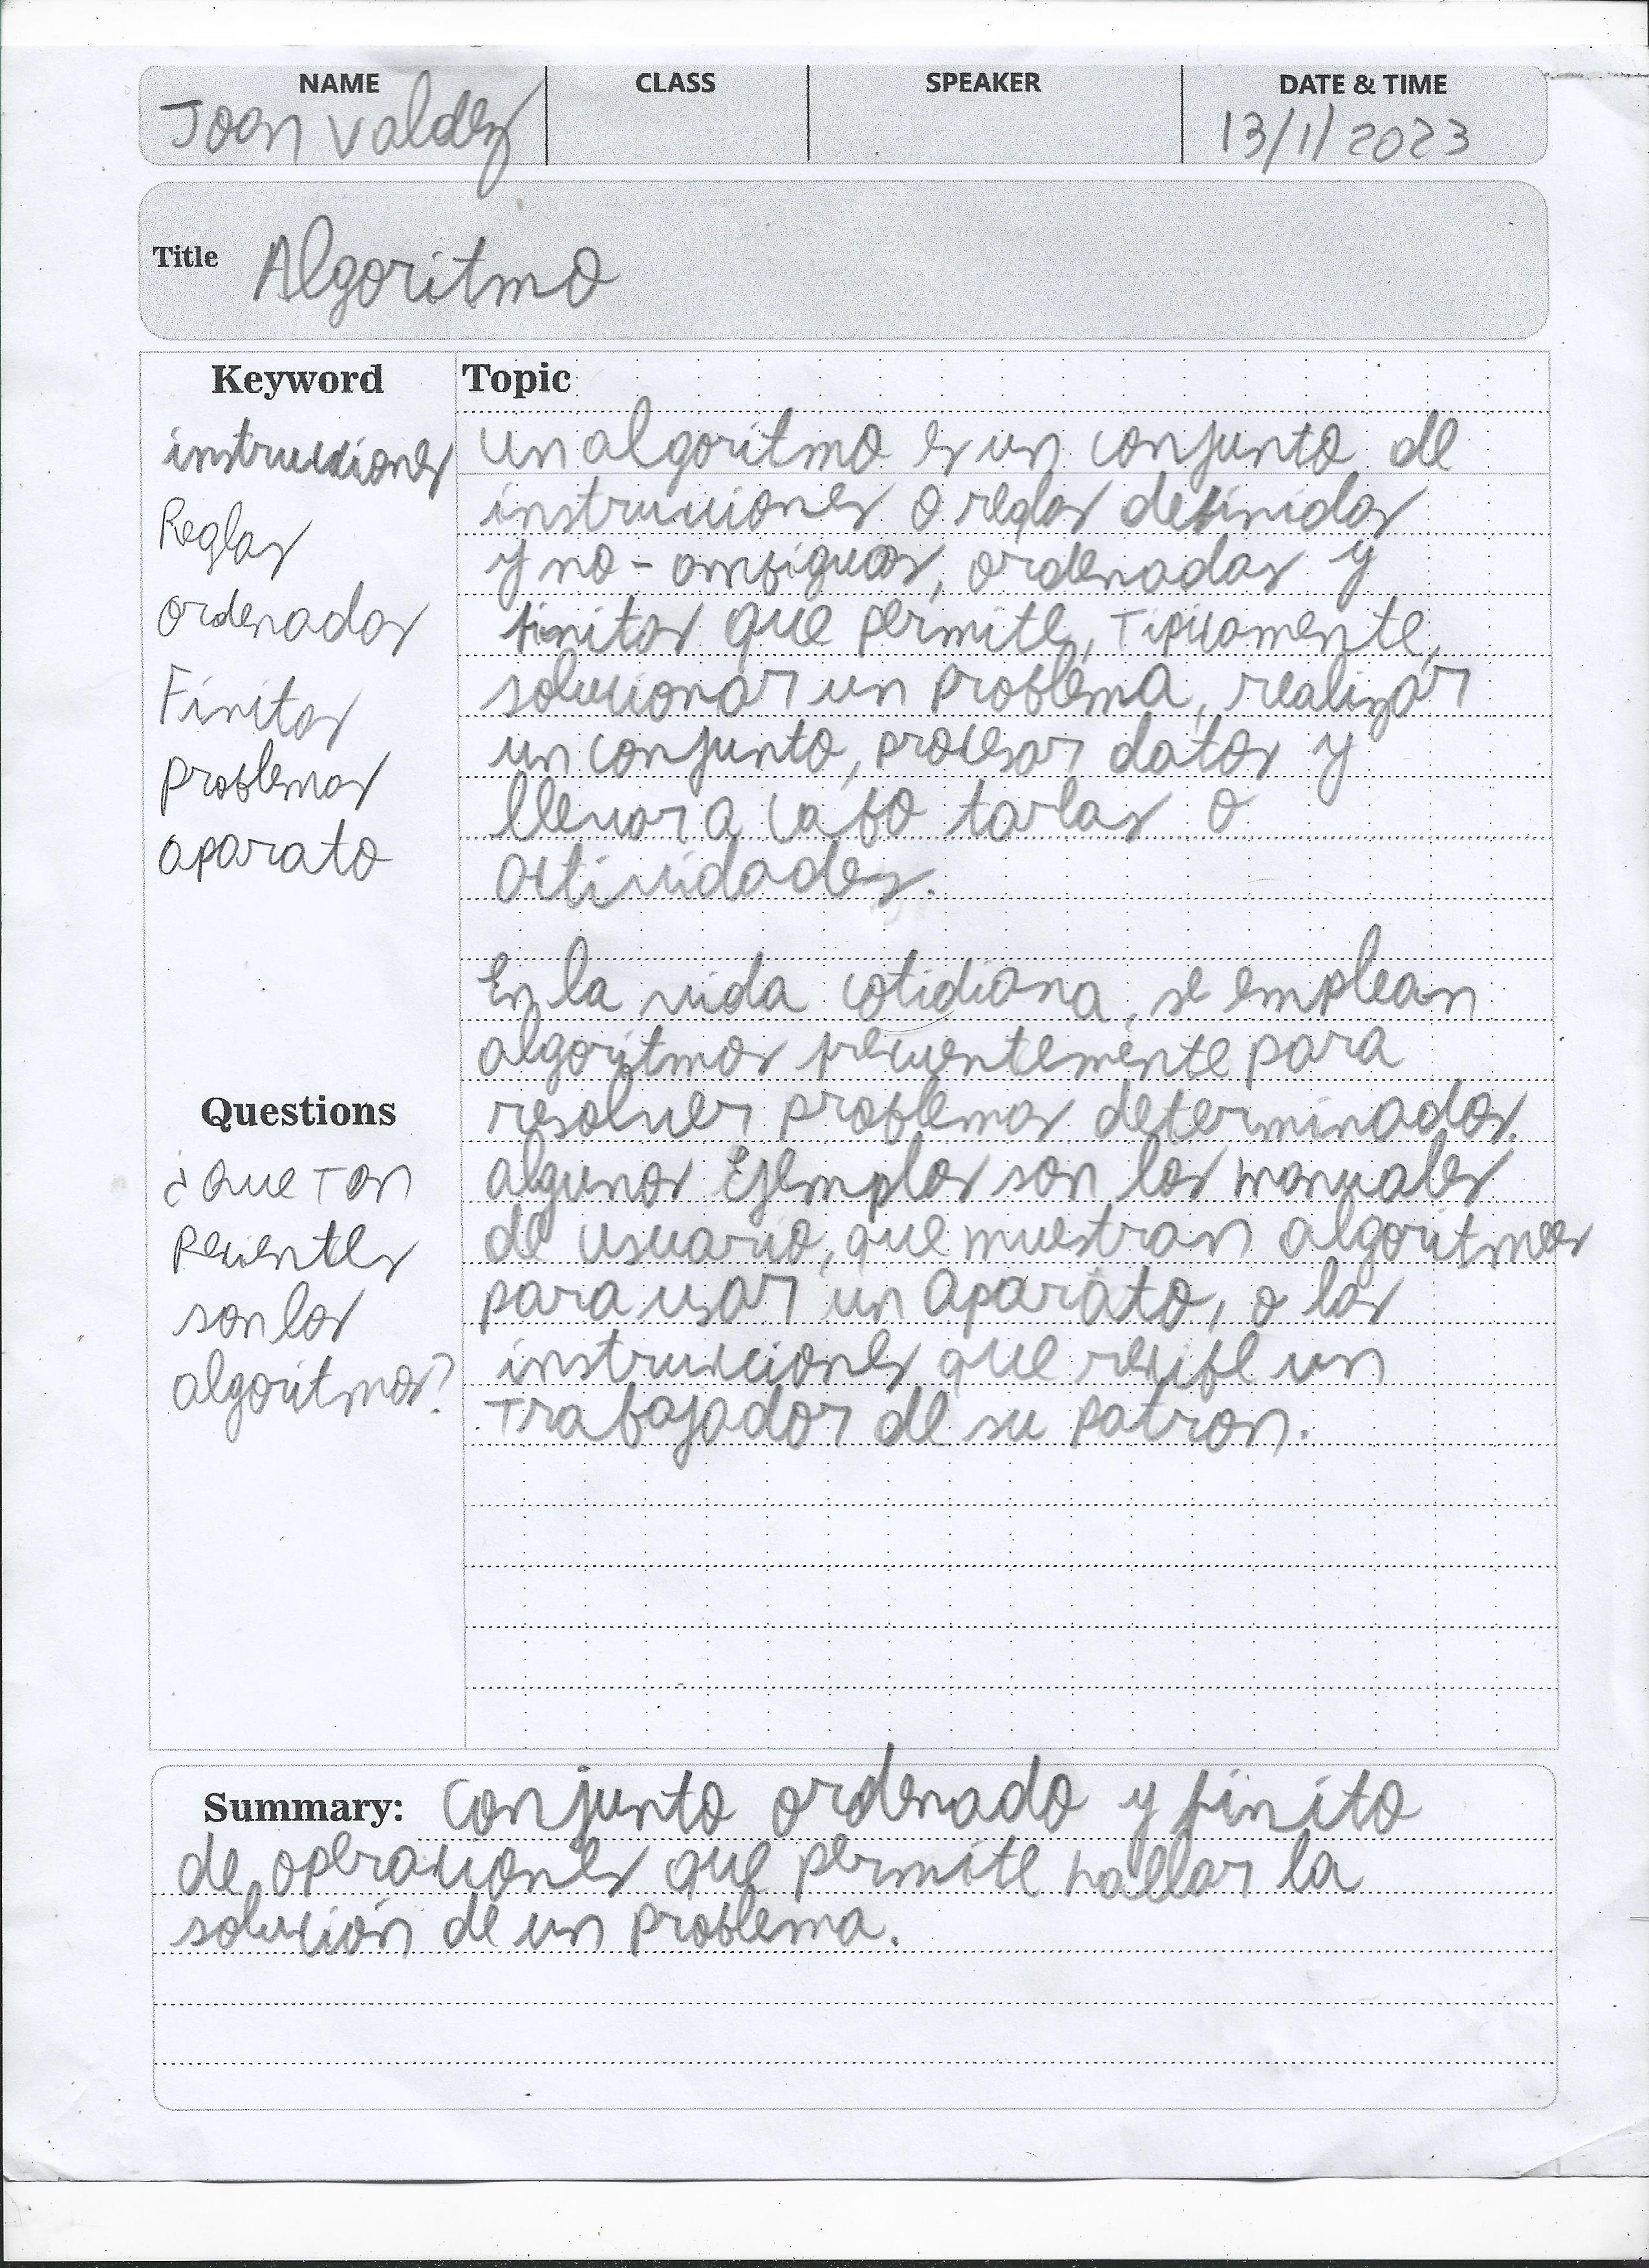 NAME CLASS SPEAKER DATE & TIME
Joan Valdez 13/1/2023
Title Algoritmo
Keyword
instrucciones
Reglas
ordenadas
Finitas
problemas
aparato
Questions
¿Que Tan
recientes
son los
algoritmos?
Topic
un algoritmo es un conjunto de
instrucciones o reglas definidas
y no-ambiguas, ordenadas y
finitas que permite, Tipicamente,
solucionar un problema, realizar
un conjunto, procesar datos y
llevar a cabo tareas o
actividades.
En la vida cotidiana, se emplean
algoritmos frecuentemente para
resolver problemas determinados.
algunos Ejemplos son los manuales
de usuario, que muestran algoritmos
para usar un aparato, o las
instrucciones que recibe un
Trabajador de su patron.
Summary: Conjunto ordenado y finito
de operaciones que permite hallar la
solución de un problema.